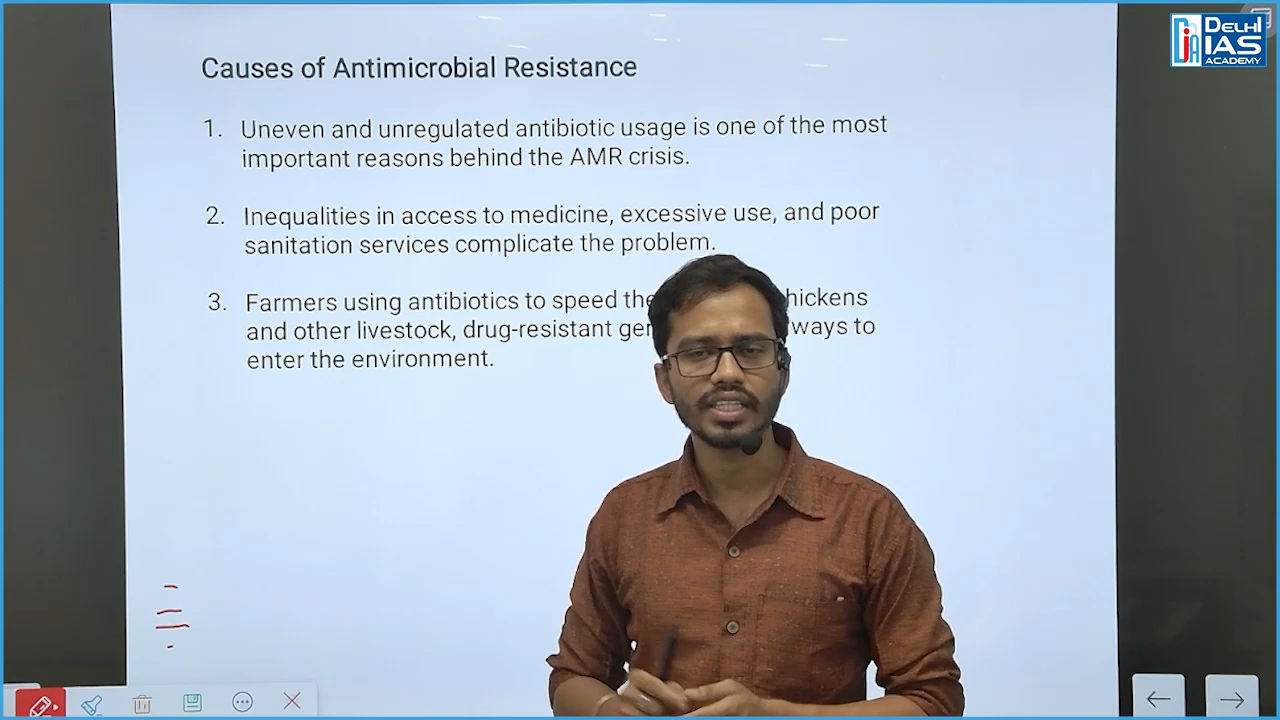 DELHI
IAS
ACADEMY
Causes of Antimicrobial Resistance
1. Uneven and unregulated antibiotic usage is one of the most
important reasons behind the AMR crisis.
2. Inequalities in access to medicine, excessive use, and poor
sanitation services complicate the problem.
3. Farmers using antibiotics to speed the hickens
and other livestock, drug-resistant ways to
enter the environment.